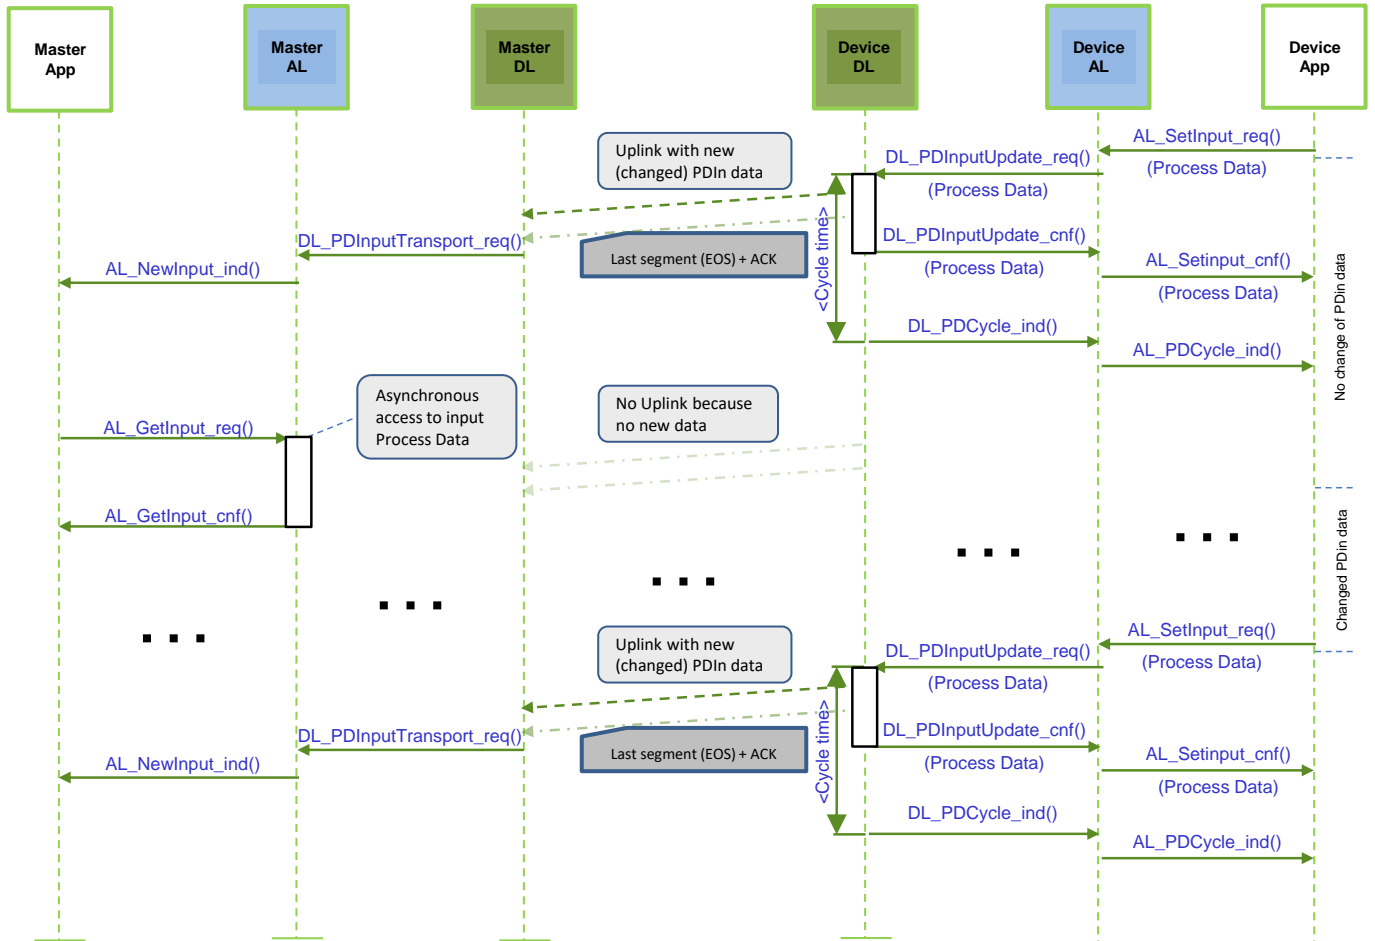 Master
App
Master
AL
Master
DL
Device
DL
Device
AL
Device
App
AL_SetInput_req()
(Process Data)
DL_PDInputUpdate_req()
(Process Data)
Uplink with new
(changed) PDIn data
<Cycle time>
DL_PDInputUpdate_cnf()
(Process Data)
DL_PDInputTransport_req()
Last segment (EOS) + ACK
AL_NewInput_ind()
AL_Setinput_cnf()
(Process Data)
DL_PDCycle_ind()
AL_PDCycle_ind()
No change of PDin data
Asynchronous
access to input
Process Data
No Uplink because
no new data
AL_GetInput_req()
AL_GetInput_cnf()
Changed PDin data
. . .
. . .
. . .
. . .
. . .
AL_SetInput_req()
(Process Data)
DL_PDInputUpdate_req()
(Process Data)
Uplink with new
(changed) PDIn data
<Cycle time>
DL_PDInputUpdate_cnf()
(Process Data)
DL_PDInputTransport_req()
Last segment (EOS) + ACK
AL_NewInput_ind()
AL_Setinput_cnf()
(Process Data)
DL_PDCycle_ind()
AL_PDCycle_ind()